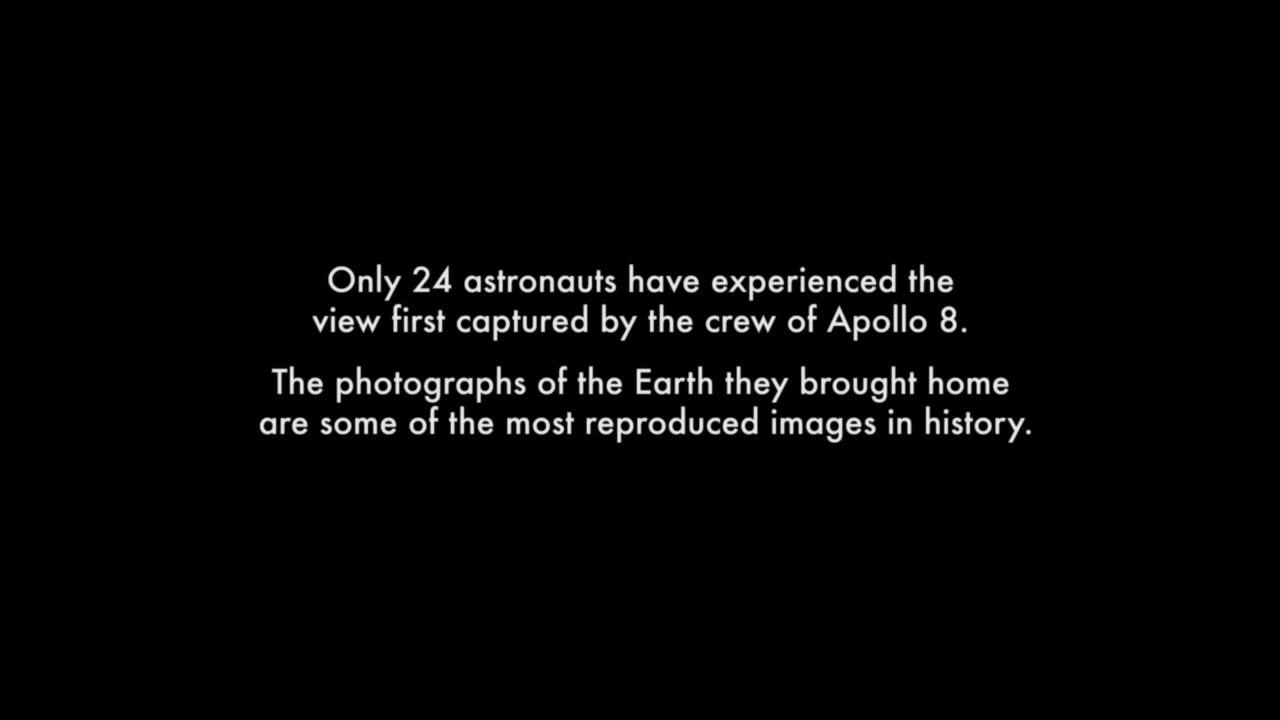 Only 24 astronauts have experienced the
view first captured by the crew of Apollo 8.
The photographs of the Earth they brought home
are some of the most reproduced images in history.